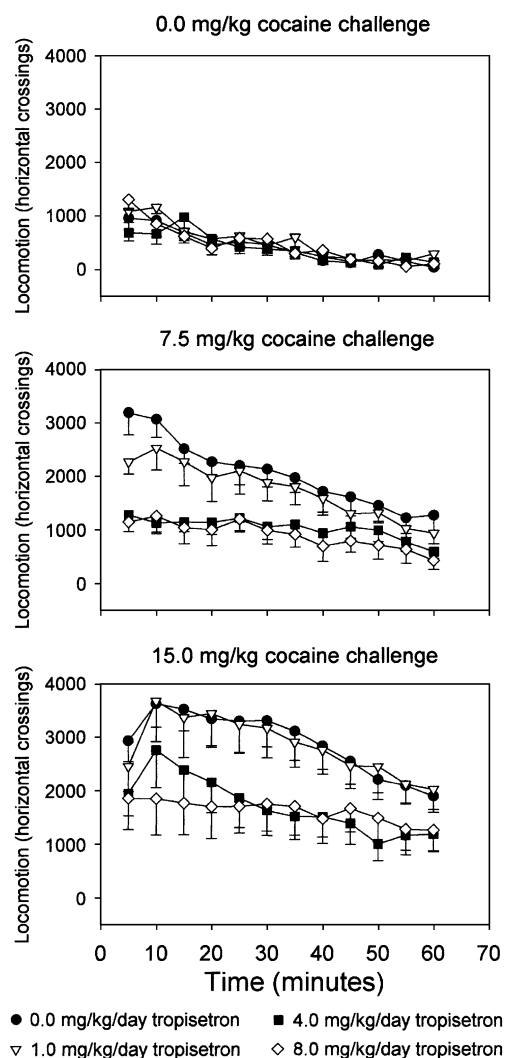 0.0 mg/kg cocaine challenge
Locomotion (horizontal crossings)
4000
3000
2000
1000
0
7.5 mg/kg cocaine challenge
Locomotion (horizontal crossings)
4000
3000
2000
1000
0
15.0 mg/kg cocaine challenge
Locomotion (horizontal crossings)
4000
3000
2000
1000
0
0 10 20 30 40 50 60 70
Time (minutes)
0.0 mg/kg/day tropisetron 4.0 mg/kg/day tropisetron
1.0 mg/kg/day tropisetron 8.0 mg/kg/day tropisetron